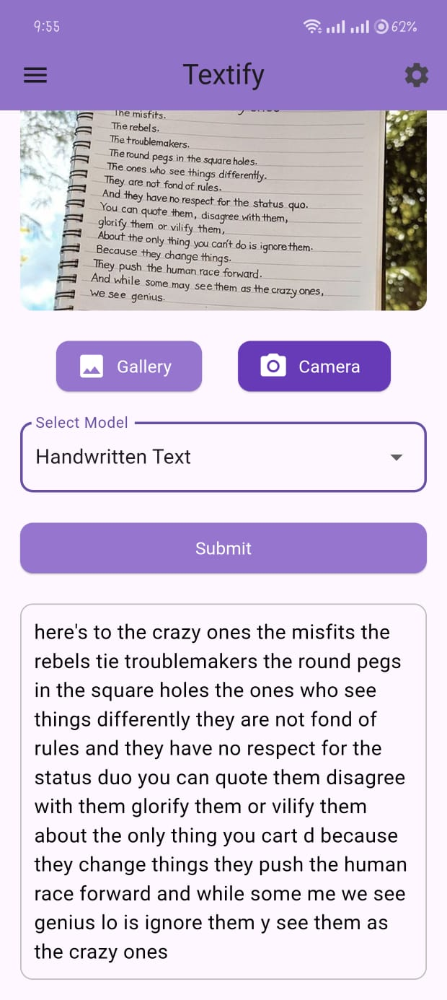 9:55
62%
Textify
The misfits.
The rebels.
The troublemakers.
The round pegs in the square holes.
The ones who see things differently.
They are not fond of rules.
And they have no respect for the status quo.
You can quote them, disagree with them,
glorify them or vilify them,
About the only thing you can't do is ignore them.
Because they change things.
They push the human race forward.
And while some may see them as the crazy ones,
we see genius.
Gallery
Camera
Select Model
Handwritten Text
Submit
here's to the crazy ones the misfits the
rebels tie troublemakers the round pegs
in the square holes the ones who see
things differently they are not fond of
rules and they have no respect for the
status duo you can quote them disagree
with them glorify them or vilify them
about the only thing you cart d because
they change things they push the human
race forward and while some me we see
genius lo is ignore them y see them as
the crazy ones